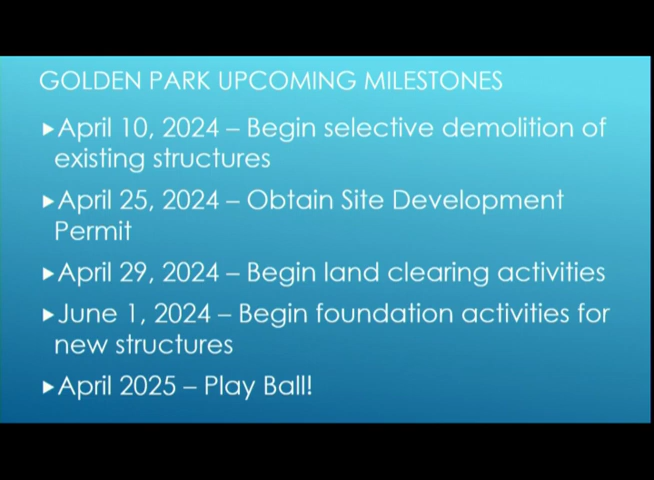 GOLDEN PARK UPCOMING MILESTONES
▶April 10, 2024 – Begin selective demolition of
existing structures
▶April 25, 2024 – Obtain Site Development
Permit
▶April 29, 2024 – Begin land clearing activities
▶June 1, 2024 – Begin foundation activities for
new structures
▶April 2025 – Play Ball!